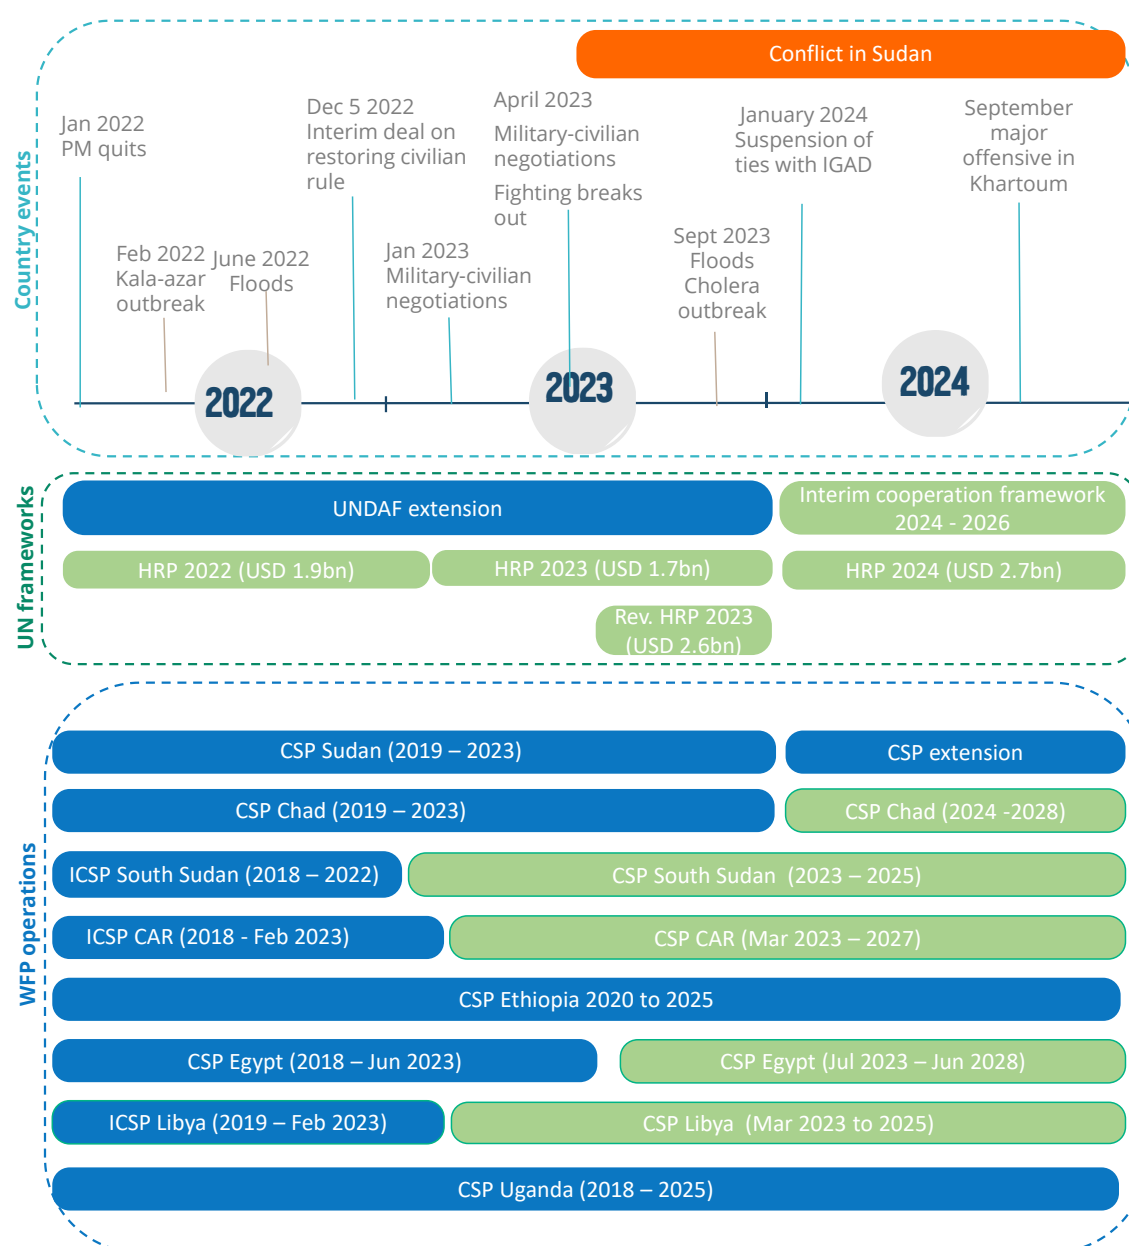 Country events
Conflict in Sudan
Jan 2022
PM quits
Dec 5 2022
Interim deal on
restoring civilian
rule
April 2023
Military-civilian
negotiations
Fighting breaks
out
January 2024
Suspension of
ties with IGAD
September
major
offensive in
Khartoum
Feb 2022
Kala-azar
outbreak
June 2022
Floods
Jan 2023
Military-civilian
negotiations
Sept 2023
Floods
Cholera
outbreak
2022
2023
2024
UN frameworks
UNDAF extension
Interim cooperation framework
2024 - 2026
HRP 2022 (USD 1.9bn)
HRP 2023 (USD 1.7bn)
HRP 2024 (USD 2.7bn)
Rev. HRP 2023
(USD 2.6bn)
WFP operations
CSP Sudan (2019 – 2023)
CSP extension
CSP Chad (2019 – 2023)
CSP Chad (2024 -2028)
ICSP South Sudan (2018 – 2022)
CSP South Sudan  (2023 – 2025)
ICSP CAR (2018 - Feb 2023)
CSP CAR (Mar 2023 – 2027)
CSP Ethiopia 2020 to 2025
CSP Egypt (2018 – Jun 2023)
CSP Egypt (Jul 2023 – Jun 2028)
ICSP Libya (2019 – Feb 2023)
CSP Libya  (Mar 2023 to 2025)
CSP Uganda (2018 – 2025)